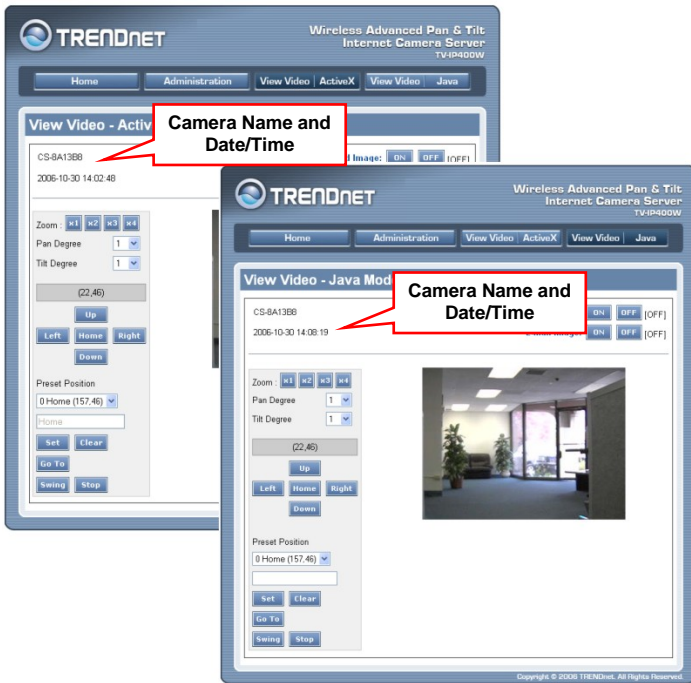 TRENDNET
Wireless Advanced Pan & Tilt
Internet Camera Server
TV-IP400W
Home Administration View Video ActiveX View Video Java
View Video - Activ
Camera Name and
Date/Time
CS-8A13B8
Image: ON OFF [OFF]
2006-10-30 14:02:48
Zoom : x1 x2 x3 x4
Pan Degree 1
Tilt Degree 1
(22,46)
Up
Left Home Right
Down
Preset Position
0 Home (157,46)
Home
Set Clear
Go To
Swing Stop
TRENDNET
Wireless Advanced Pan & Tilt
Internet Camera Server
TV-IP400W
Home Administration View Video ActiveX View Video Java
View Video - Java Mod
Camera Name and
Date/Time
CS-8A13B8
ON OFF [OFF]
2006-10-30 14:08:19
ON OFF [OFF]
Zoom : x1 x2 x3 x4
Pan Degree 1
Tilt Degree 1
(22,46)
Up
Left Home Right
Down
Preset Position
0 Home (157,46)
Set Clear
Go To
Swing Stop
Copyright © 2006 TRENDnet. All Rights Reserved.